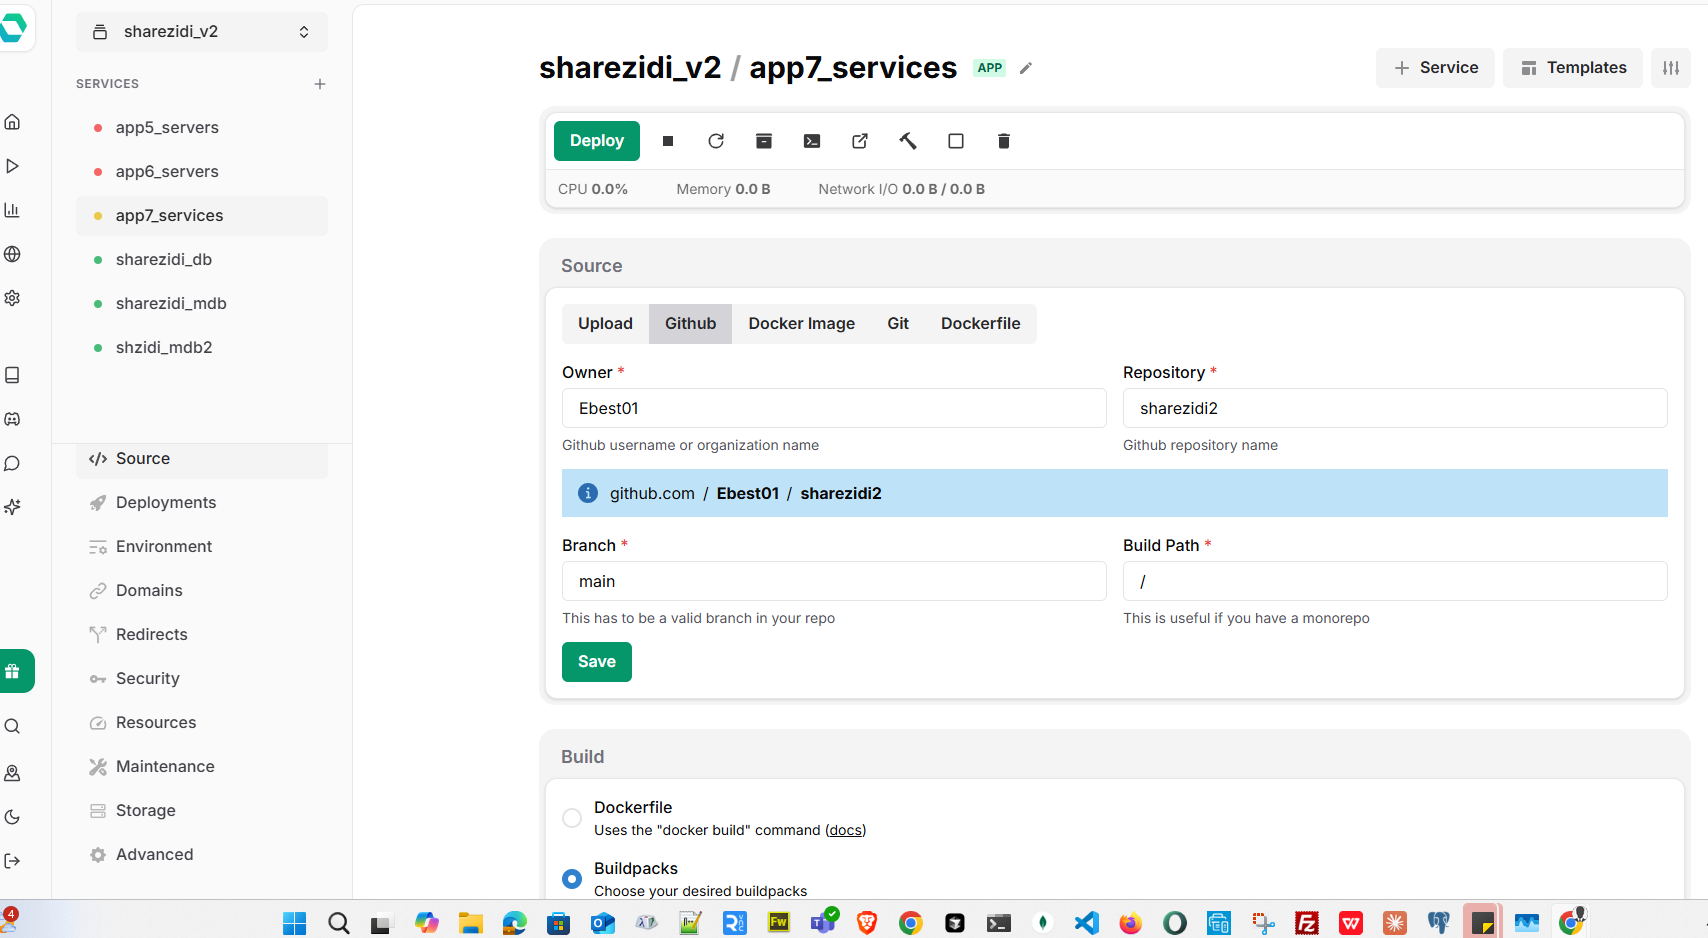 sharezidi_v2
SERVICES
app5_servers
app6_servers
app7_services
sharezidi_db
sharezidi_mdb
shzidi_mdb2
Source
Deployments
Environment
Domains
Redirects
Security
Resources
Maintenance
Storage
Advanced
sharezidi_v2 / app7_services APP
Service
Templates
Deploy
CPU 0.0% Memory 0.0 B Network I/O 0.0 B / 0.0 B
Source
Upload Github Docker Image Git Dockerfile
Owner * Repository *
Ebest01 sharezidi2
Github username or organization name Github repository name
github.com / Ebest01 / sharezidi2
Branch * Build Path *
main /
This has to be a valid branch in your repo This is useful if you have a monorepo
Save
Build
Dockerfile
Uses the "docker build" command (docs)
Buildpacks
Choose your desired buildpacks
4
Fw